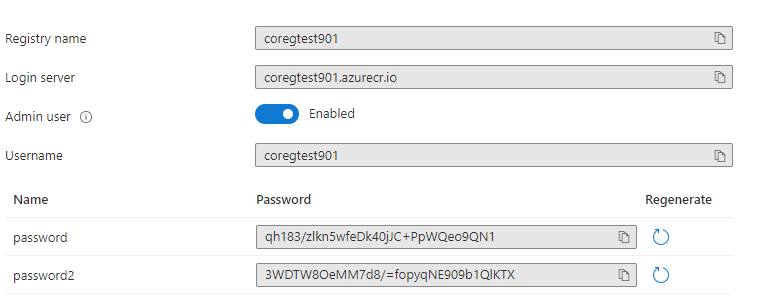 Registry name coregtest901
Login server coregtest901.azurecr.io
Admin user Enabled
Username coregtest901
Name Password Regenerate
password qh183/zlkn5wfeDk40jJC+PpWQeo9QN1
password2 3WDTW8OeMM7d8/=fopyqNE909b1QlKTX